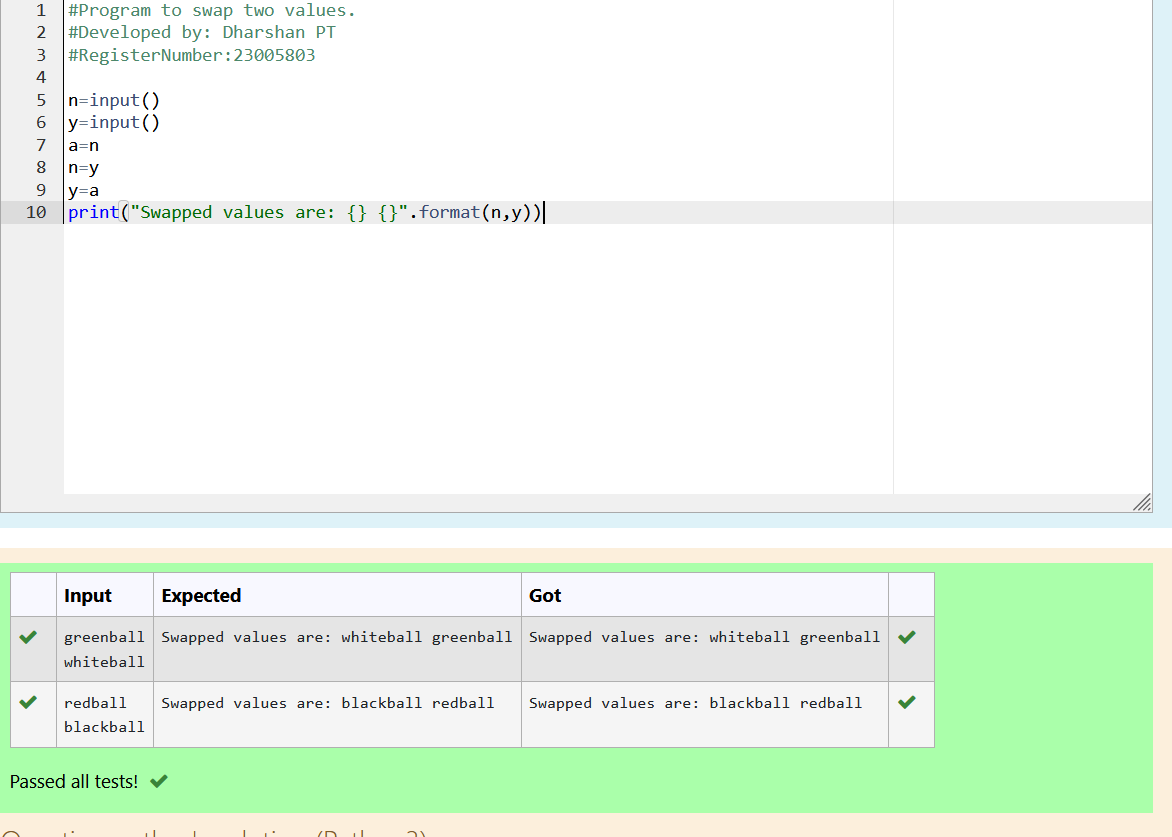 1 #Program to swap two values.
2 #Developed by: Dharshan PT
3 #RegisterNumber:23005803
4
5 n=input()
6 y=input()
7 a=n
8 n=y
9 y=a
10 print("Swapped values are: {} {}".format(n,y))
Input Expected Got
greenball Swapped values are: whiteball greenball Swapped values are: whiteball greenball
whiteball
redball Swapped values are: blackball redball Swapped values are: blackball redball
blackball
Passed all tests!